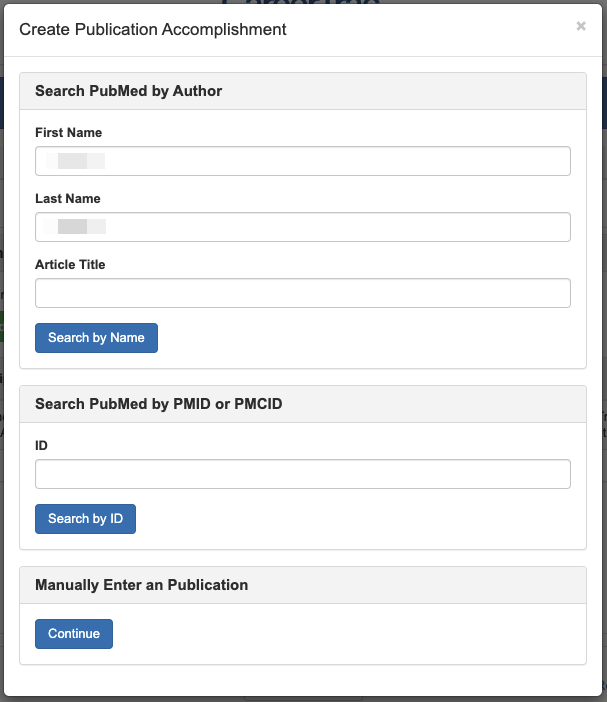 Create Publication Accomplishment
×
Search PubMed by Author
First Name
Last Name
Article Title
Search by Name
Search PubMed by PMID or PMCID
ID
Search by ID
Manually Enter an Publication
Continue